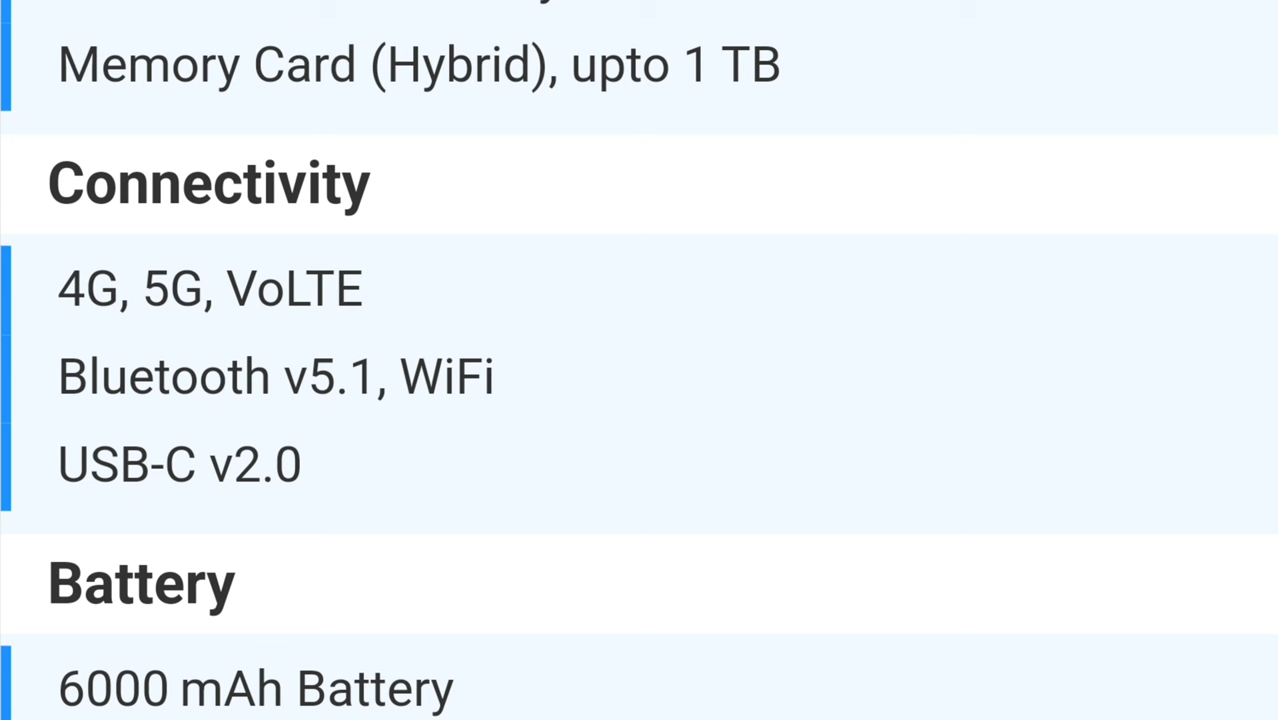 Memory Card (Hybrid), upto 1 TB
Connectivity
4G, 5G, VoLTE
Bluetooth v5.1, WiFi
USB-C v2.0
Battery
6000 mAh Battery